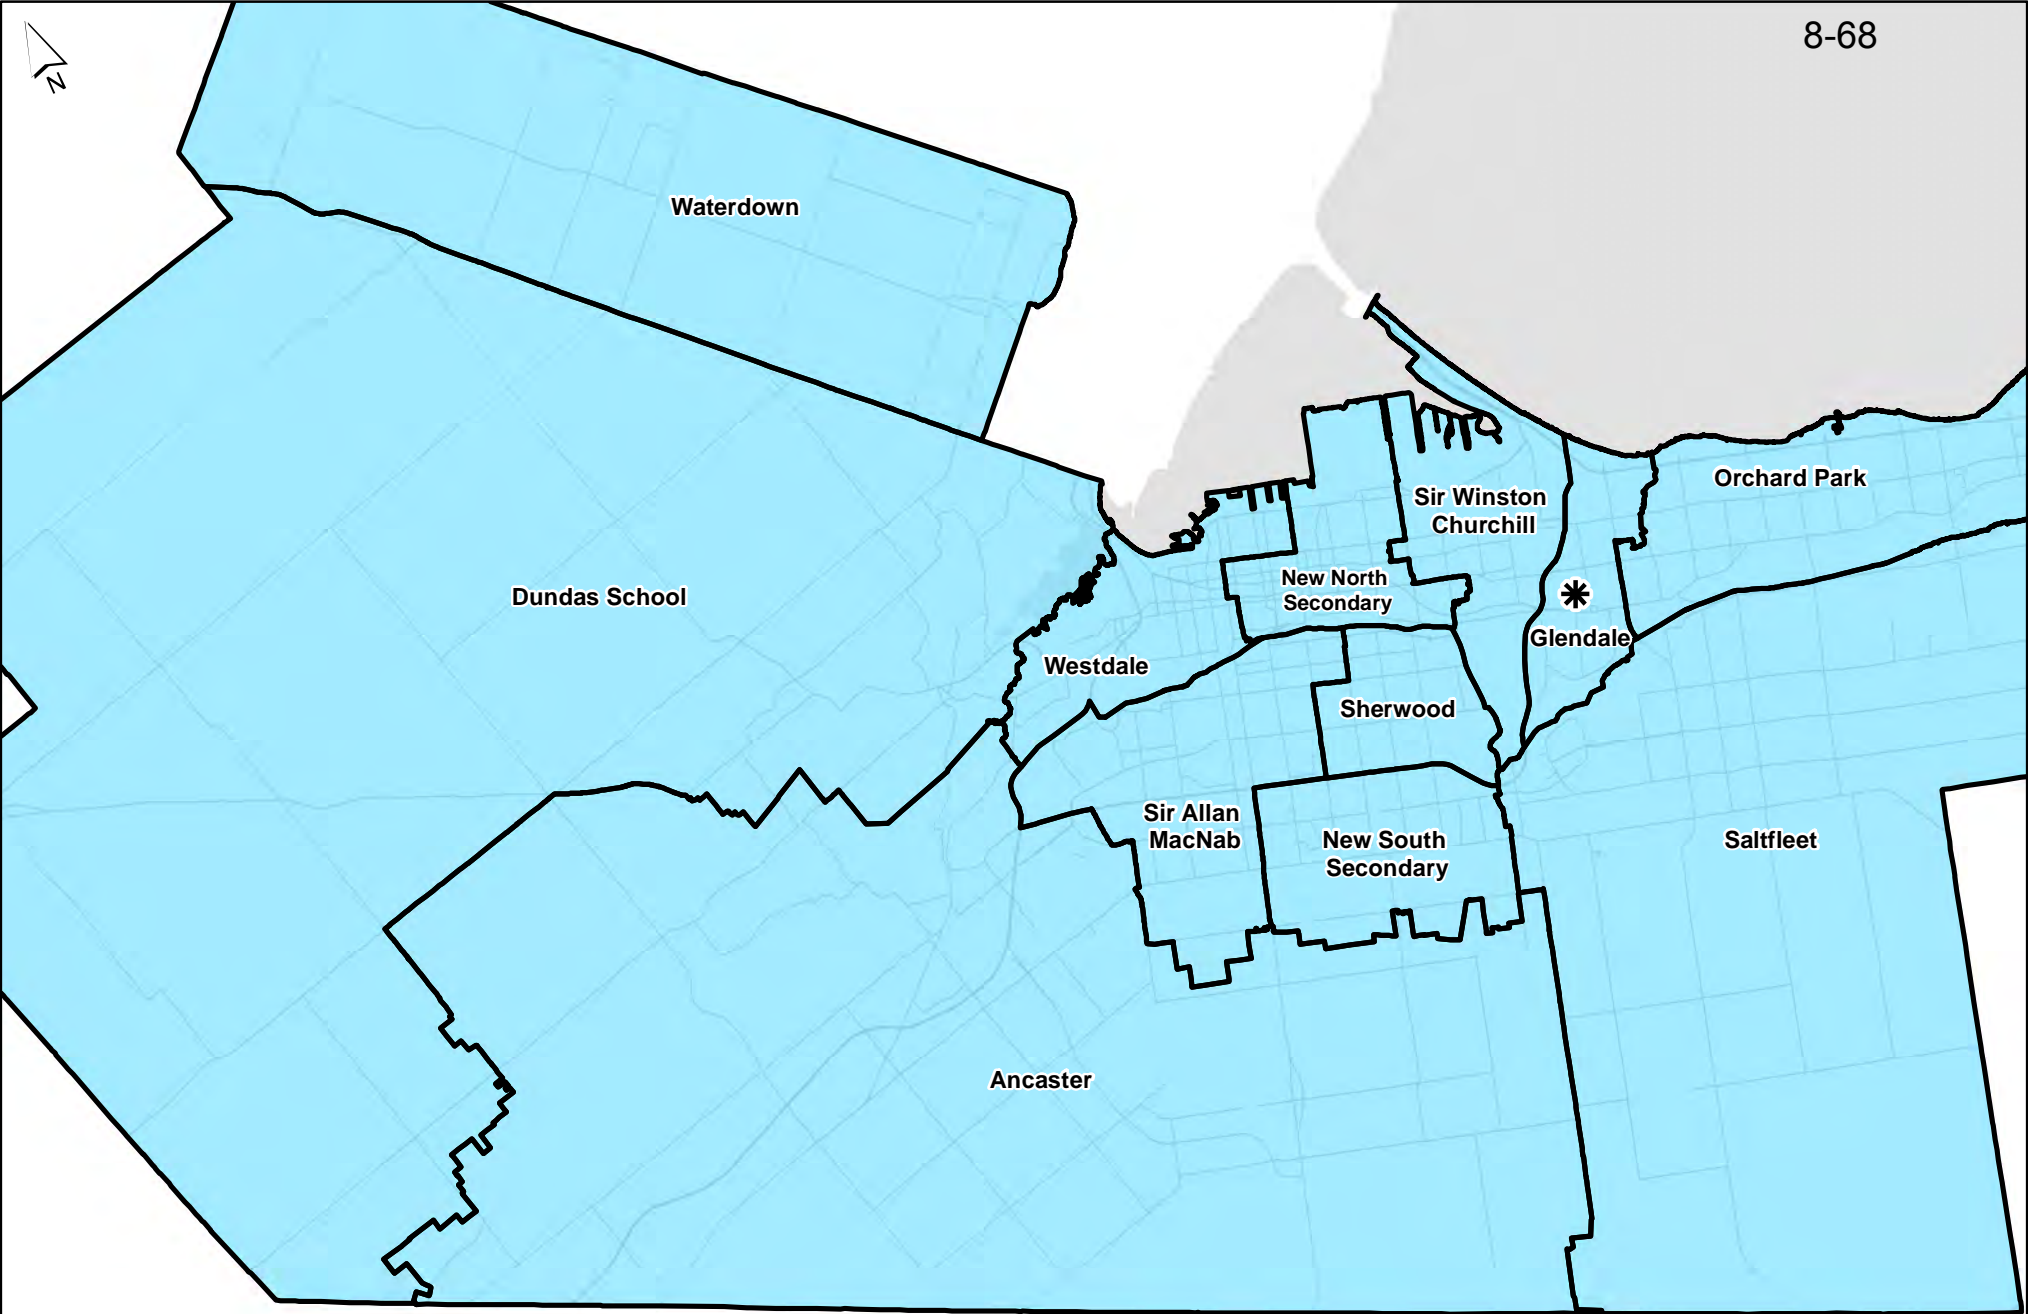 8-68
N
Waterdown
Orchard Park
Sir Winston
Churchill
New North
Secondary
Dundas School
Glendale
Westdale
Sherwood
Sir Allan
MacNab
New South
Secondary
Saltfleet
Ancaster